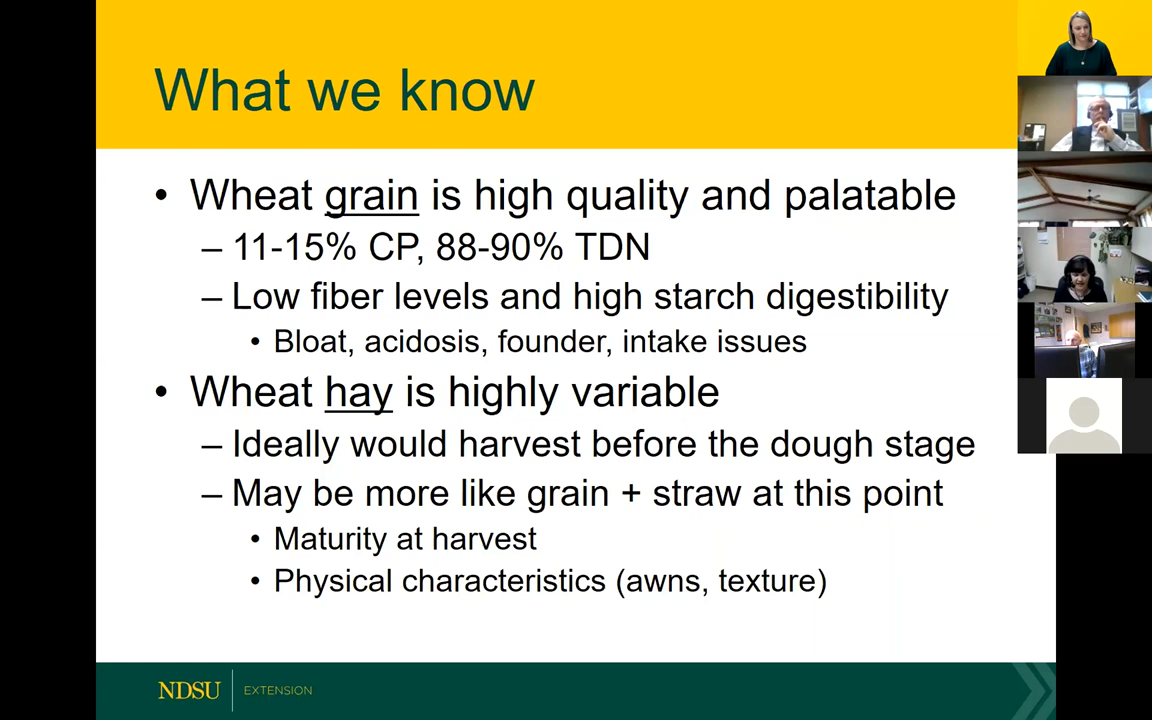 What we know
• Wheat grain is high quality and palatable
– 11-15% CP, 88-90% TDN
– Low fiber levels and high starch digestibility
• Bloat, acidosis, founder, intake issues
• Wheat hay is highly variable
– Ideally would harvest before the dough stage
– May be more like grain + straw at this point
• Maturity at harvest
• Physical characteristics (awns, texture)
NDSU EXTENSION